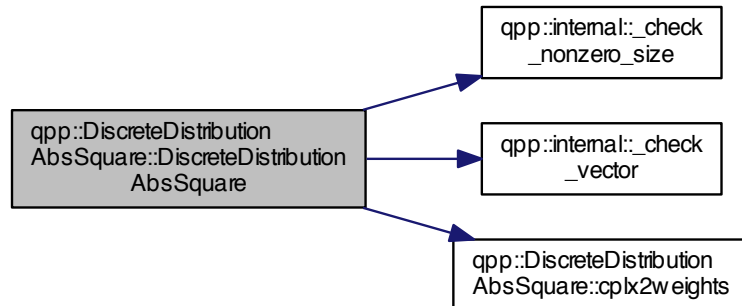 qpp::DiscreteDistribution
AbsSquare::DiscreteDistribution
AbsSquare
qpp::internal::_check
_nonzero_size
qpp::internal::_check
_vector
qpp::DiscreteDistribution
AbsSquare::cplx2weights